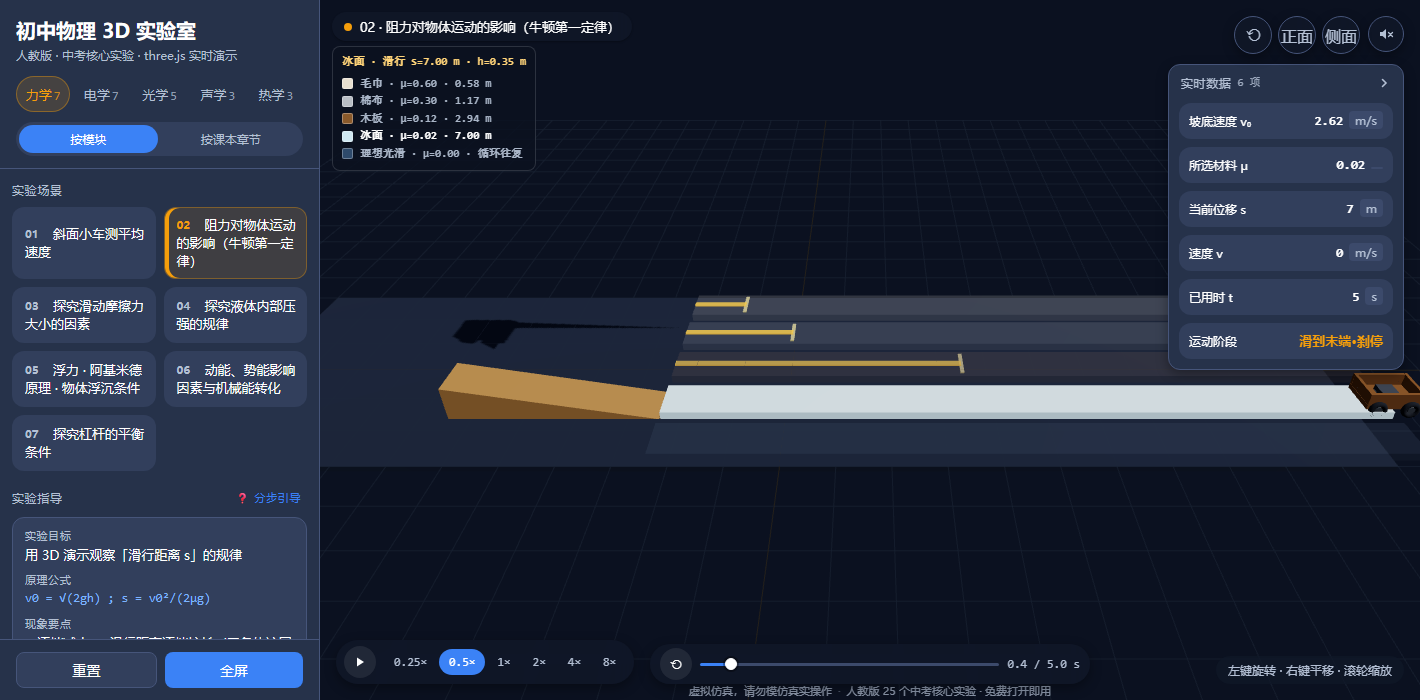 初中物理 3D 实验室
人教版 · 中考核心实验 · three.js 实时演示
力学 7 电学 7 光学 5 声学 3 热学 3
按模块 按课本章节
实验场景
01 斜面小车测平均速度
02 阻力对物体运动的影响（牛顿第一定律）
03 探究滑动摩擦力大小的因素
04 探究液体内部压强的规律
05 浮力 · 阿基米德原理 · 物体浮沉条件
06 动能、势能影响因素与机械能转化
07 探究杠杆的平衡条件
实验指导 ❓ 分步引导
实验目标
用 3D 演示观察「滑行距离 s」的规律
原理公式
v0 = √(2gh) ; s = v0²/(2μg)
现象要点
重置 全屏
02 · 阻力对物体运动的影响（牛顿第一定律）
冰面 · 滑行 s=7.00 m · h=0.35 m
毛巾 · μ=0.60 · 0.58 m
棉布 · μ=0.30 · 1.17 m
木板 · μ=0.12 · 2.94 m
冰面 · μ=0.02 · 7.00 m
理想光滑 · μ=0.00 · 循环往复
正面 侧面
实时数据 6 项
坡底速度 v₀ 2.62 m/s
所选材料 μ 0.02
当前位移 s 7 m
速度 v 0 m/s
已用时 t 5 s
运动阶段 滑到末端•刹停
0.25× 0.5× 1× 2× 4× 8×
0.4 / 5.0 s
虚拟仿真，请勿模仿真实操作 · 人教版 25 个中考核心实验 · 免费打开即用
左键旋转 · 右键平移 · 滚轮缩放